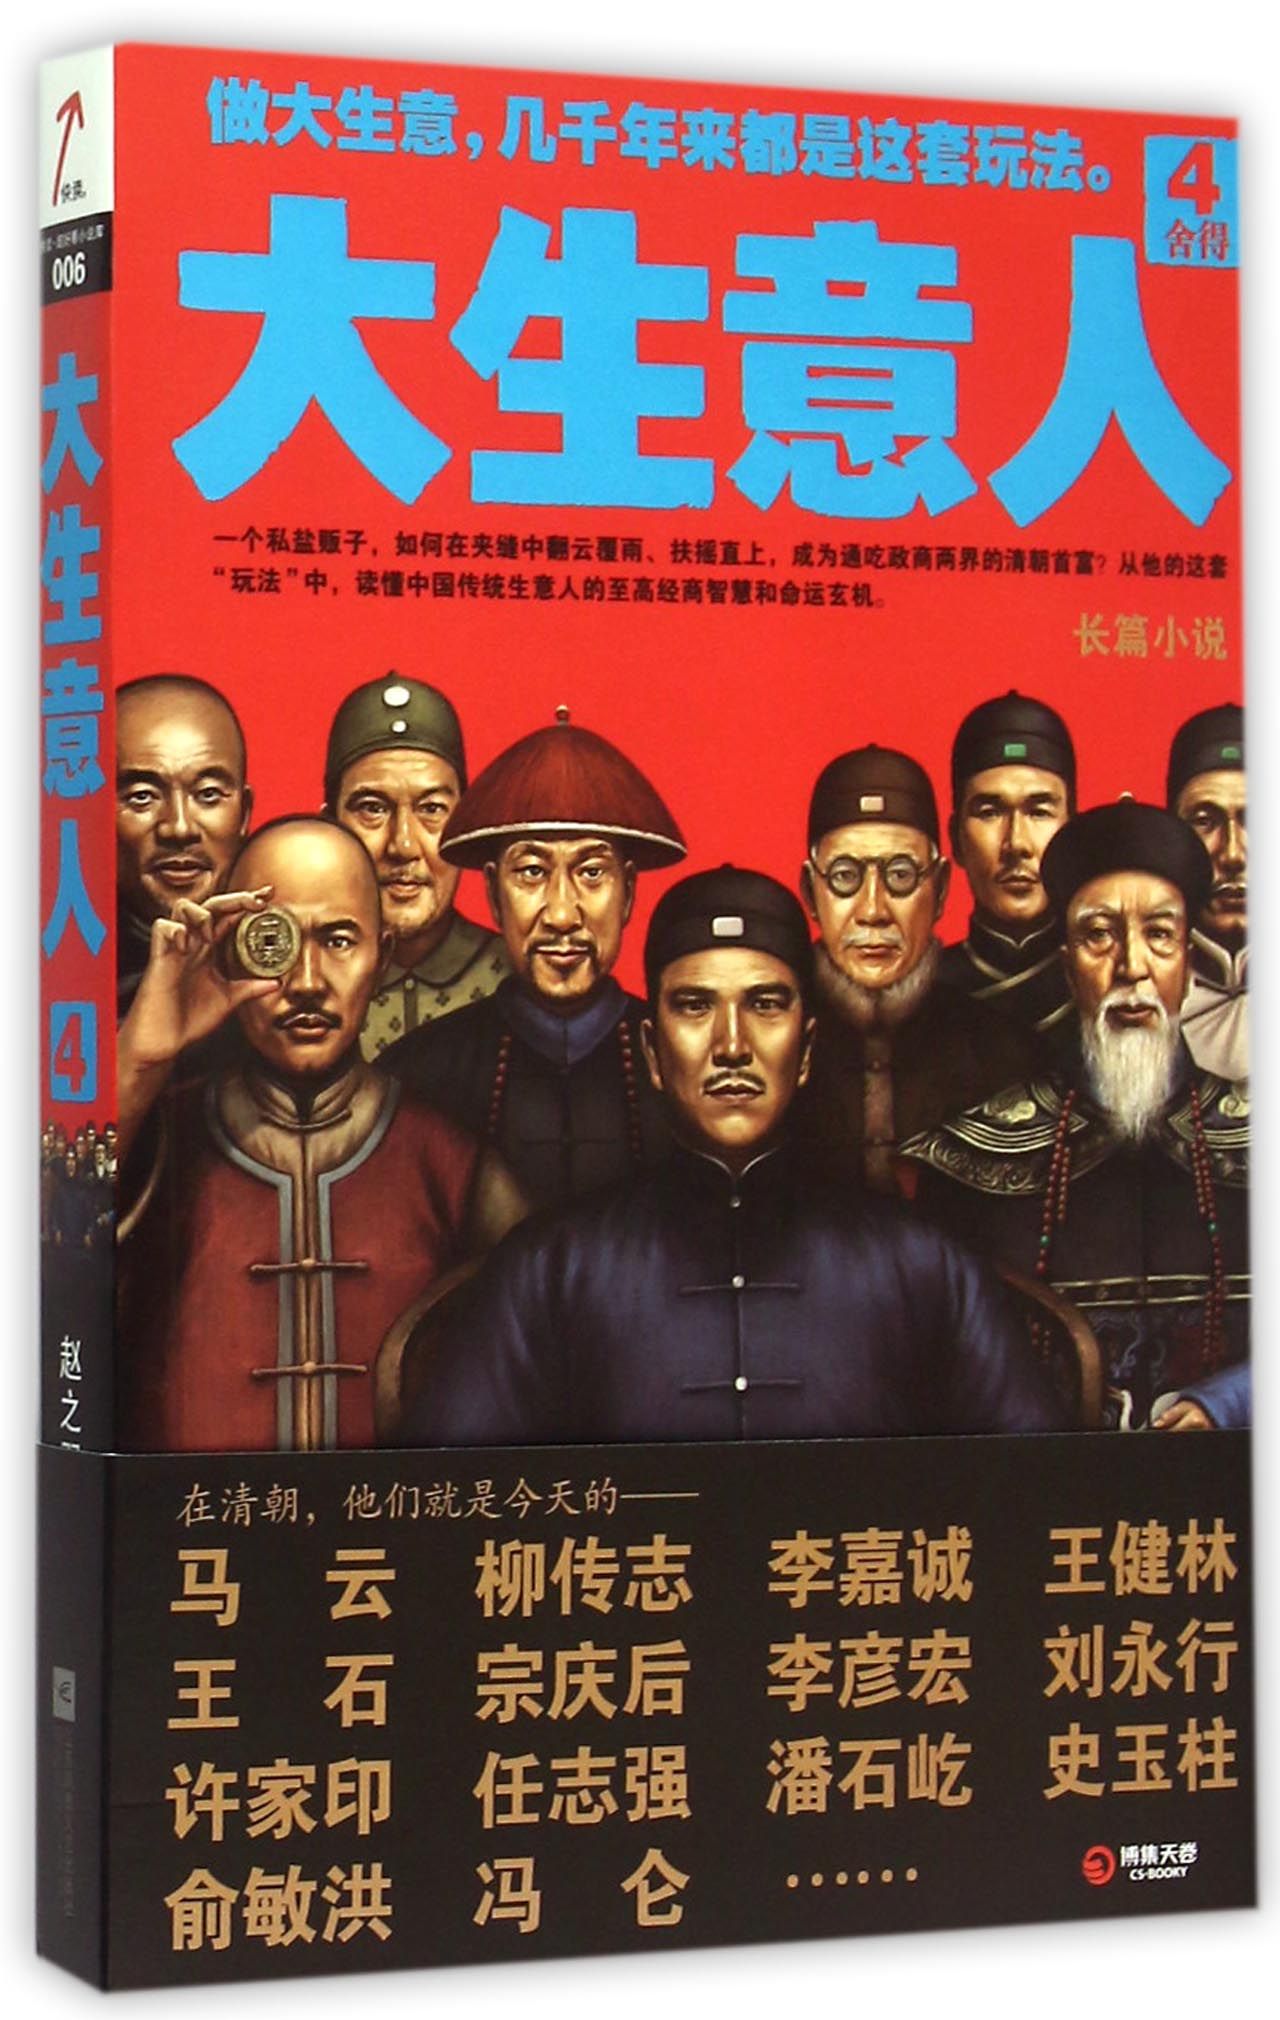 做大生意，几千年来都是这套玩法。
4
舍得
大生意人
一个私盐贩子，如何在夹缝中翻云覆雨、扶摇直上，成为通吃政商两界的清朝首富？从他的这套
“玩法”中，读懂中国传统生意人的至高经商智慧和命运玄机。
长篇小说
在清朝，他们就是今天的——
马云 柳传志 李嘉诚 王健林
王石 宗庆后 李彦宏 刘永行
许家印 任志强 潘石屹 史玉柱
俞敏洪 冯仑 ……
博集天卷
CS-BOOKY
快读
006
大生意人
4
赵之